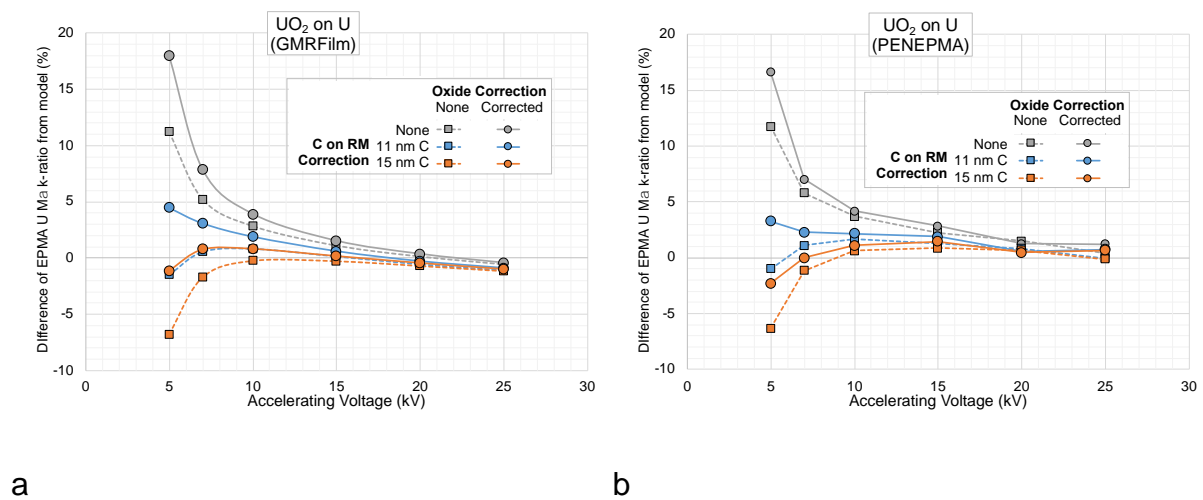 UO2 on U
(GMRFilm)
DIfference of EPMA U Mα k-ratio from model (%)
20
15
10
5
0
-5
-10
0
5
10
15
20
25
30
Accelerating Voltage (kV)
Oxide Correction
None Corrected
None
C on RM
11 nm C
Correction
15 nm C
a
UO2 on U
(PENEPMA)
DIfference of EPMA U Mα k-ratio from model (%)
20
15
10
5
0
-5
-10
0
5
10
15
20
25
30
Accelerating Voltage (kV)
Oxide Correction
None Corrected
None
C on RM
11 nm C
Correction
15 nm C
b